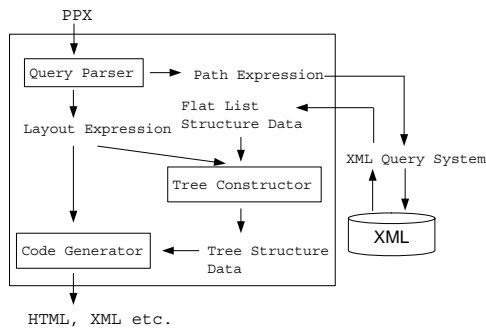 PPX
Query Parser
Path Expression
Flat List
Structure Data
Layout Expression
XML Query System
Tree Constructor
XML
Code Generator
Tree Structure
Data
HTML, XML etc.